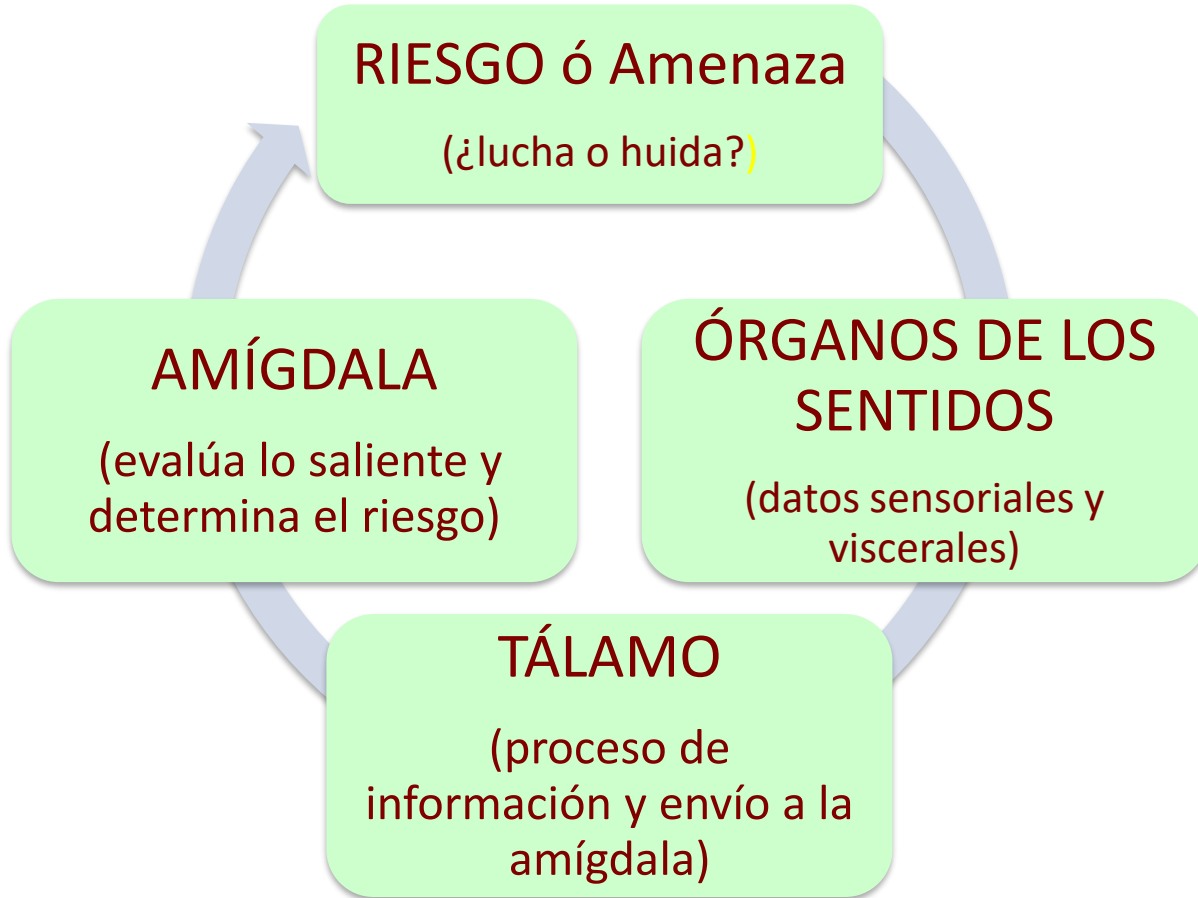 RIESGO ó Amenaza
(¿lucha o huida?)
ÓRGANOS DE LOS
SENTIDOS
(datos sensoriales y
viscerales)
TÁLAMO
(proceso de
información y envío a la
amígdala)
AMÍGDALA
(evalúa lo saliente y
determina el riesgo)